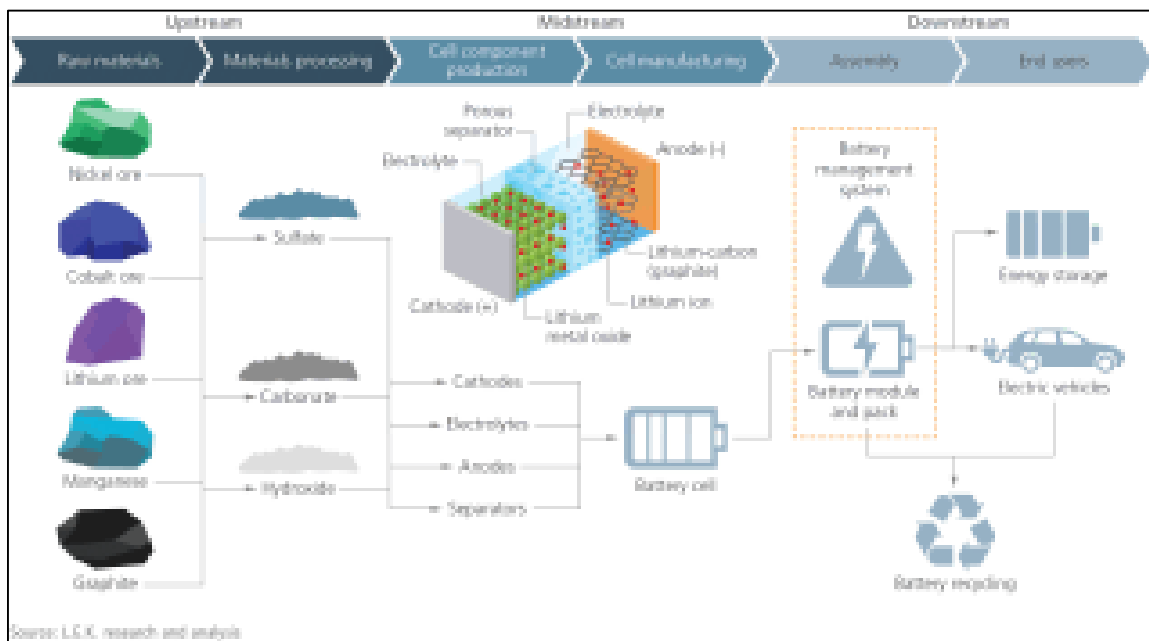 Upstream
Midstream
Downstream
Raw materials
Materials processing
Cell component
production
Cell manufacturing
Assembly
End users
Nickel ore
Cobalt ore
Lithium ore
Manganese
Graphite
Sulfate
Carbonate
Hydroxide
Porous
separator
Electrolyte
Electrolyte
Anode (-)
Lithium-carbon
(graphite)
Lithium ion
Cathode (+)
Lithium
metal oxide
Cathodes
Electrolytes
Anodes
Separators
Battery cell
Battery
management
system
Battery module
and pack
Energy storage
Electric vehicles
Battery recycling
Source: L.E.K. research and analysis